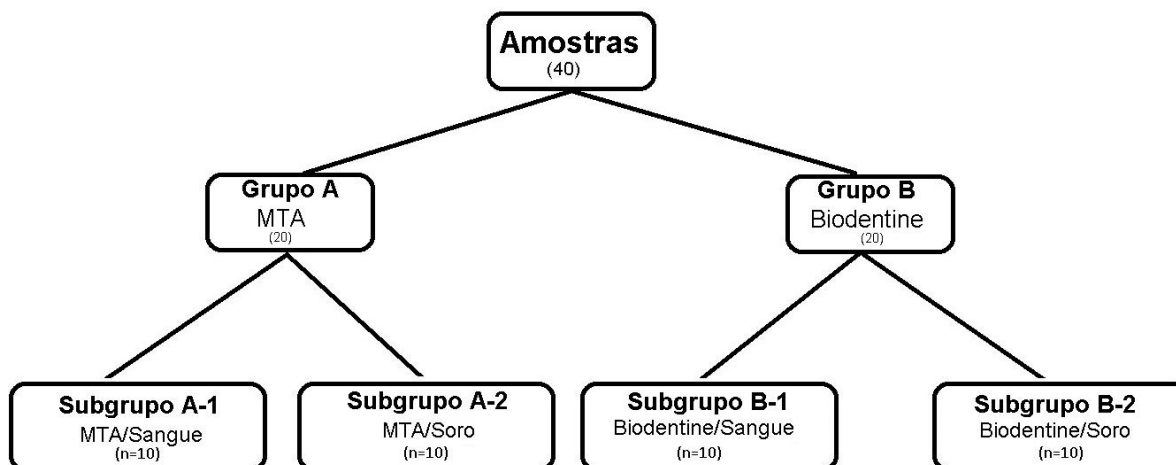 Amostras
(40)
Grupo A
MTA
(20)
Grupo B
Biodentine
(20)
Subgrupo A-1
MTA/Sangue
(n=10)
Subgrupo A-2
MTA/Soro
(n=10)
Subgrupo B-1
Biodentine/Sangue
(n=10)
Subgrupo B-2
Biodentine/Soro
(n=10)